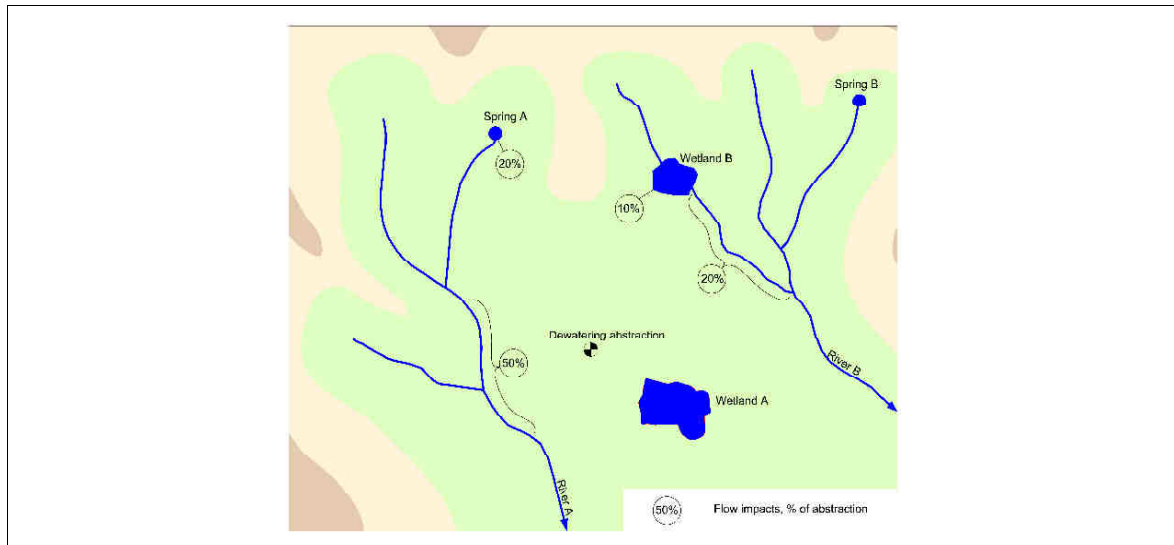 Spring B
Spring A
20%
Wetland B
10%
20%
Dewatering abstraction
50%
River B
Wetland A
River A
50%
Flow impacts, % of abstraction